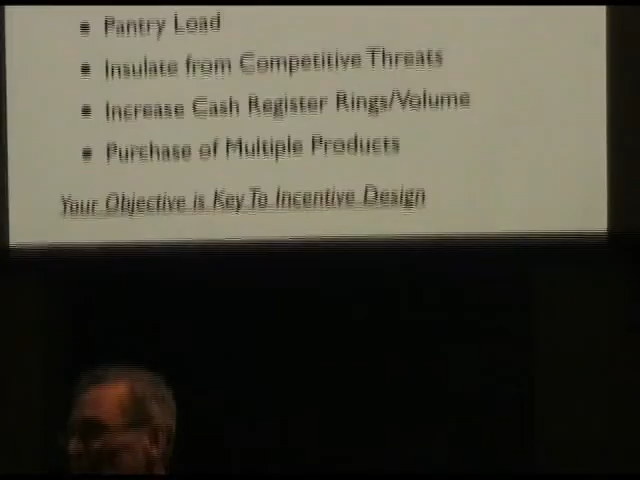 • Pantry Load
• Insulate from Competitive Threats
• Increase Cash Register Rings/Volume
• Purchase of Multiple Products
Your Objective is Key To Incentive Design